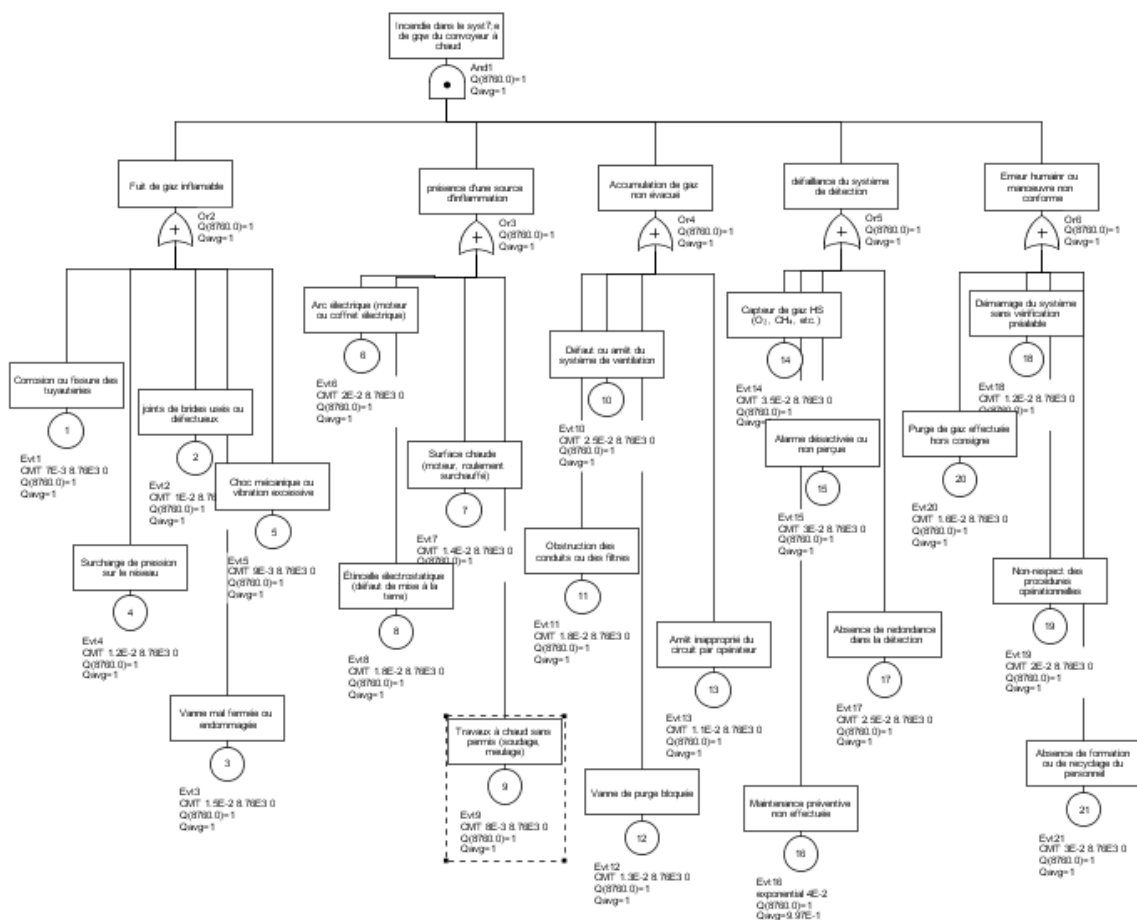 Incendie dans le syst7;e
de gqw du convoyeur à
chaud
And1
Q(8760.0)=1
Qavg=1
Fuit de gaz inflamable
Or2
Q(8760.0)=1
Qavg=1
présence d'une source
d'inflammation
Or3
Q(8760.0)=1
Qavg=1
Accumulation de gaz
non évacué
Or4
Q(8760.0)=1
Qavg=1
défaillance du système
de détection
Or5
Q(8760.0)=1
Qavg=1
Erreur humainr ou
manoeuvre non
conforme
Or6
Q(8760.0)=1
Qavg=1
Corrosion ou fissure des
tuyauteries
1
Evt1
CMT 7E-3 8.76E3 0
Q(8760.0)=1
Qavg=1
joints de brides usés ou
défectueux
2
Evt2
CMT 1E-2 8.76
Q(8760.0)=1
Qavg=1
Choc mécanique ou
vibration excessive
5
Evt5
CMT 9E-3 8.76E3 0
Q(8760.0)=1
Qavg=1
Surcharge de pression
sur le réseau
4
Evt4
CMT 1.2E-2 8.76E3 0
Q(8760.0)=1
Qavg=1
Vanne mal fermée ou
endommagée
3
Evt3
CMT 1.5E-2 8.76E3 0
Q(8760.0)=1
Qavg=1
Arc électrique (moteur
ou coffret électrique)
6
Evt6
CMT 2E-2 8.76E3 0
Q(8760.0)=1
Qavg=1
Surface chaude
(moteur, roulement
surchauffé)
7
Evt7
CMT 1.4E-2 8.76E3 0
Q(8760.0)=1
Étincelle électrostatique
(défaut de mise à la
terre)
8
Evt8
CMT 1.8E-2 8.76E3 0
Q(8760.0)=1
Qavg=1
Travaux à chaud sans
permis (soudage,
meulage)
9
Evt9
CMT 8E-3 8.76E3 0
Q(8760.0)=1
Qavg=1
Défaut ou arrêt du
système de ventilation
10
Evt10
CMT 2.5E-2 8.76E3 0
Q(8760.0)=1
Qavg=1
Obstruction des
conduits ou des filtres
11
Evt11
CMT 1.8E-2 8.76E3 0
Q(8760.0)=1
Qavg=1
Arrêt inapproprié du
circuit par opérateur
13
Evt13
CMT 1.1E-2 8.76E3 0
Q(8760.0)=1
Qavg=1
Vanne de purge bloquée
12
Evt12
CMT 1.3E-2 8.76E3 0
Q(8760.0)=1
Qavg=1
Capteur de gaz HS
(O₂, CH₄, etc.)
14
Evt14
CMT 3.5E-2 8.76E3 0
Q(8760.0)=1
Qavg=1
Alarme désactivée ou
non perçue
15
Evt15
CMT 3E-2 8.76E3 0
Q(8760.0)=1
Qavg=1
Absence de redondance
dans la détection
17
Evt17
CMT 2.5E-2 8.76E3 0
Q(8760.0)=1
Qavg=1
Maintenance préventive
non effectuée
16
Evt16
exponential 4E-2
Q(8760.0)=1
Qavg=9.97E-1
Démarrage du système
sans vérification
préalable
18
Evt18
CMT 1.2E-2 8.76E3 0
Q(8760.0)=1
Purge de gaz effectuée
hors consigne
20
Evt20
CMT 1.6E-2 8.76E3 0
Q(8760.0)=1
Qavg=1
Non-respect des
procédures
opérationnelles
19
Evt19
CMT 2E-2 8.76E3 0
Q(8760.0)=1
Qavg=1
Absence de formation
ou de recyclage du
personnel
21
Evt21
CMT 3E-2 8.76E3 0
Q(8760.0)=1
Qavg=1